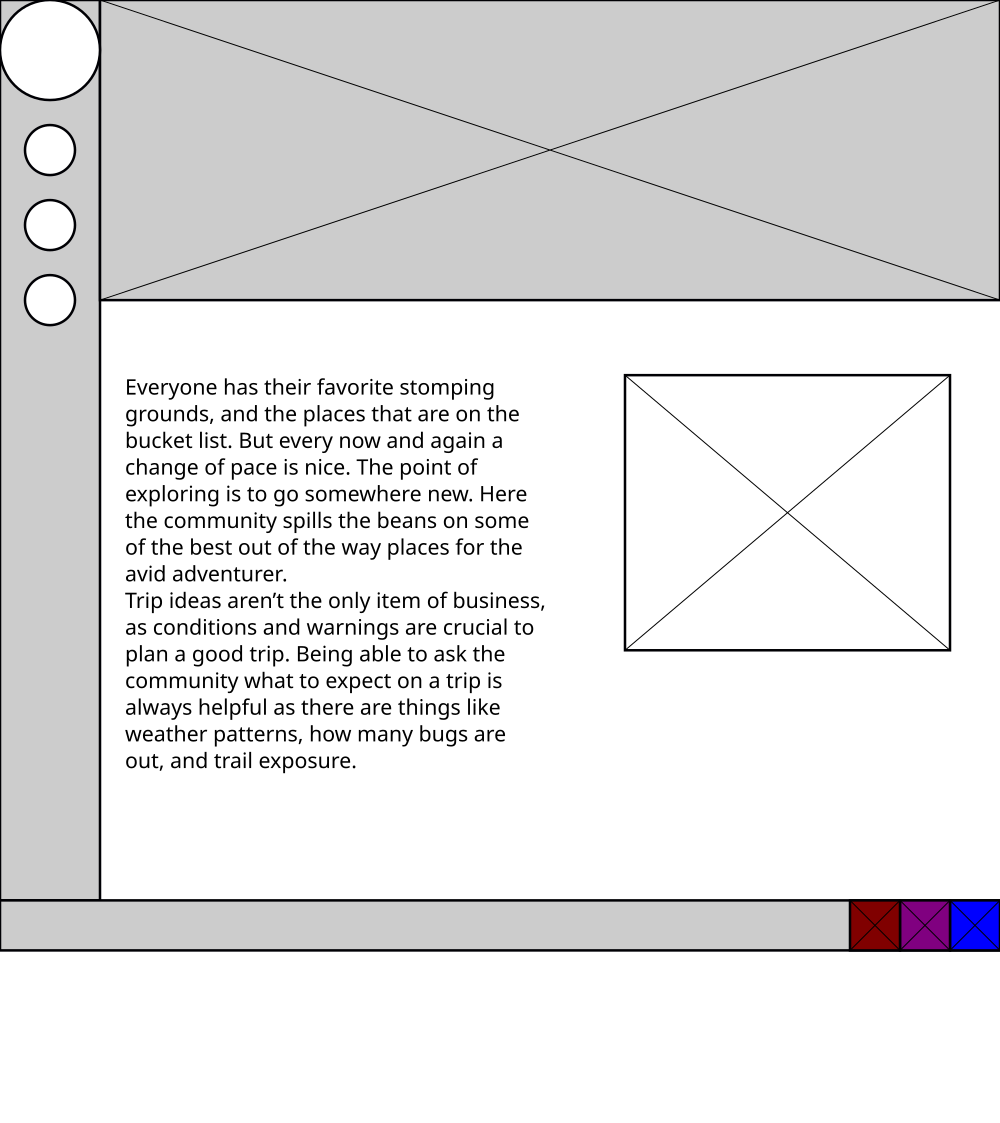 Everyone has their favorite stomping
grounds, and the places that are on the
bucket list. But every now and again a
change of pace is nice. The point of
exploring is to go somewhere new. Here
the community spills the beans on some
of the best out of the way places for the
avid adventurer.
Trip ideas aren’t the only item of business,
as conditions and warnings are crucial to
plan a good trip. Being able to ask the
community what to expect on a trip is
always helpful as there are things like
weather patterns, how many bugs are
out, and trail exposure.